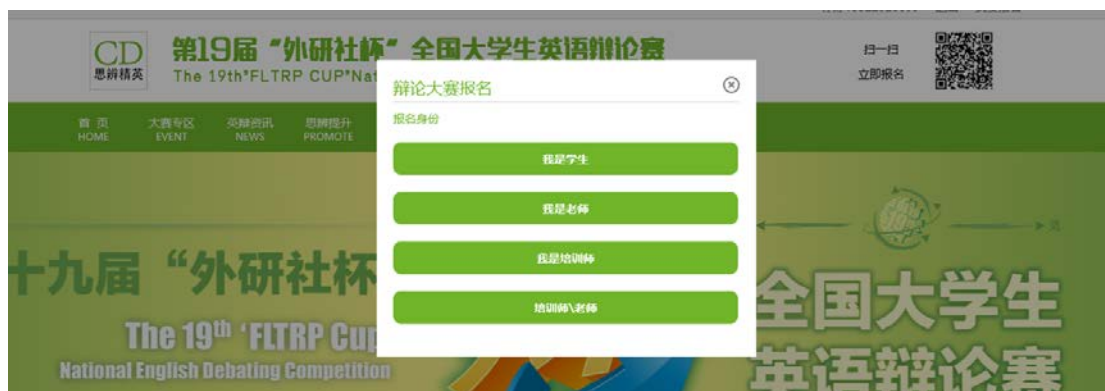 CD
思辨精英
第19届“外研社杯”全国大学生英语辩论赛
The 19th"FLTRP CUP"Nat
扫一扫
立即报名
首 页
HOME
大赛专区
EVENT
英辩资讯
NEWS
思辨提升
PROMOTE
辩论大赛报名
报名身份
我是学生
我是老师
我是培训师
培训师\老师
十九届“外研社杯
The 19th ‘FLTRP Cup
National English Debating Competition
全国大学生
英语辩论赛